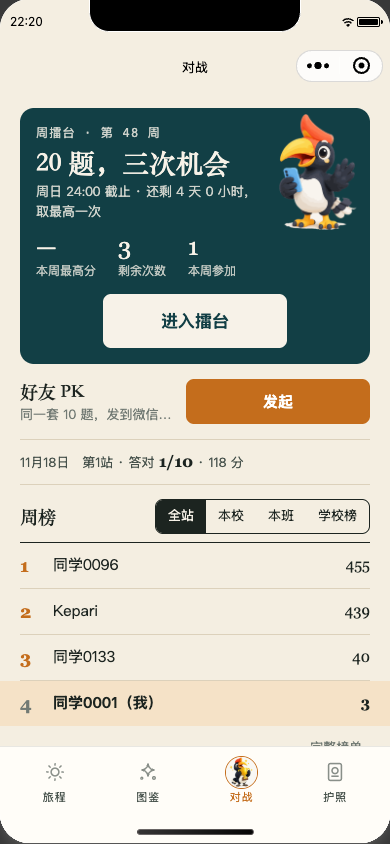 22:20
对战
周擂台 · 第 48 周
20 题，三次机会
周日 24:00 截止 · 还剩 4 天 0 小时，
取最高一次
— 3 1
本周最高分 剩余次数 本周参加
进入擂台
好友 PK
同一套 10 题，发到微信…
发起
11月18日 第1站 · 答对 1/10 · 118 分
周榜
全站 本校 本班 学校榜
1 同学0096 455
2 Kepari 439
3 同学0133 40
4 同学0001（我） 3
完整榜单
旅程 图鉴 对战 护照